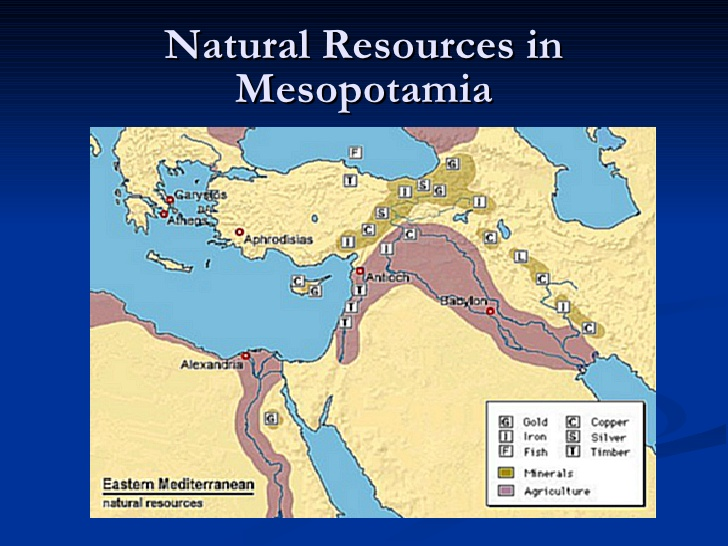 Natural Resources in
Mesopotamia
F
G
T
I
S
G
I
S
C
C
C
I
I
L
Carystos
Athens
Aphrodisias
Antioch
C
G
T
I
T
C
Babylon
I
C
Alexandria
G
G Gold C Copper
I Iron S Silver
F Fish T Timber
Minerals
Agriculture
Eastern Mediterranean
natural resources